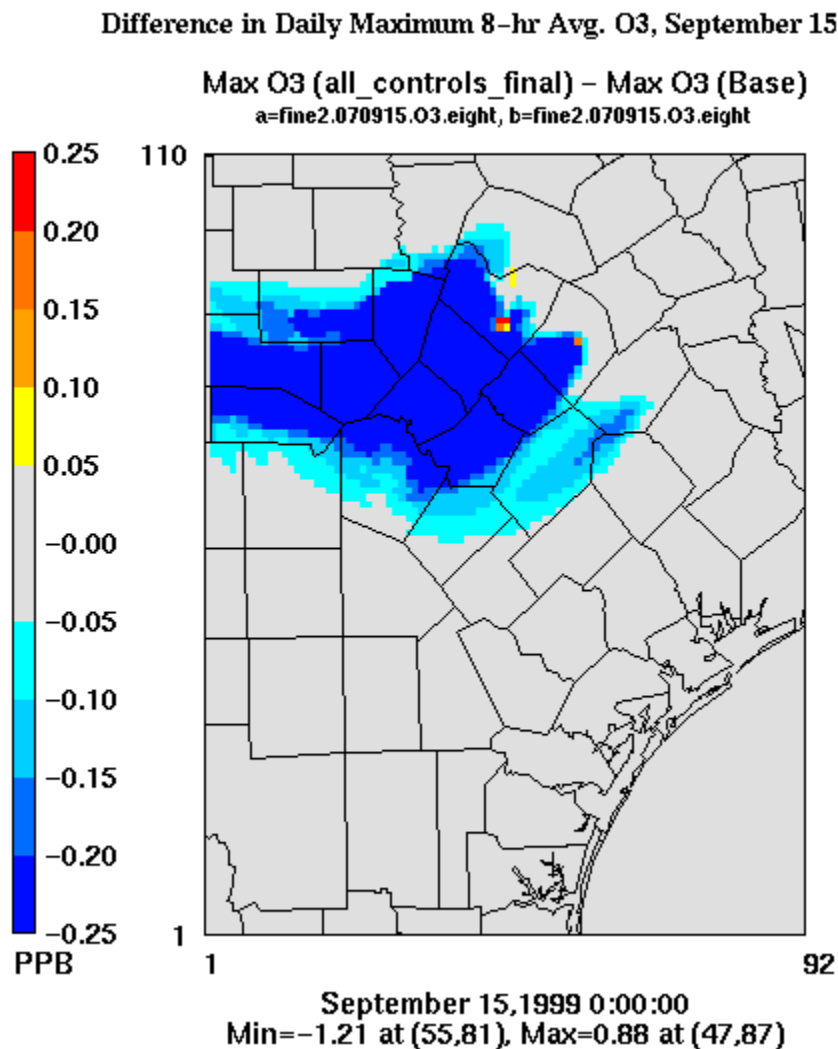 Difference in Daily Maximum 8-hr Avg. O3, September 15
Max O3 (all_controls_final) - Max O3 (Base)
a=fine2.070915.O3.eight, b=fine2.070915.O3.eight
0.25
0.20
0.15
0.10
0.05
-0.00
-0.05
-0.10
-0.15
-0.20
-0.25
PPB
110
1
1
92
September 15,1999 0:00:00
Min=-1.21 at (55,81), Max=0.88 at (47,87)